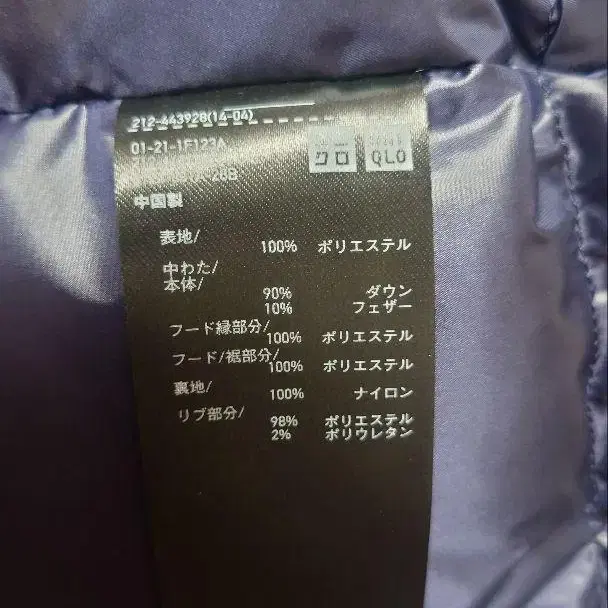 212-443928(14-04)
01-21-1F123A
-28B
クロ
QLO
中国製
表地/
100% ポリエステル
中わた/
本体/
90% ダウン
10% フェザー
フード縁部分/
100% ポリエステル
フード/裾部分/
100% ポリエステル
裏地/
100% ナイロン
リブ部分/
98% ポリエステル
2% ポリウレタン